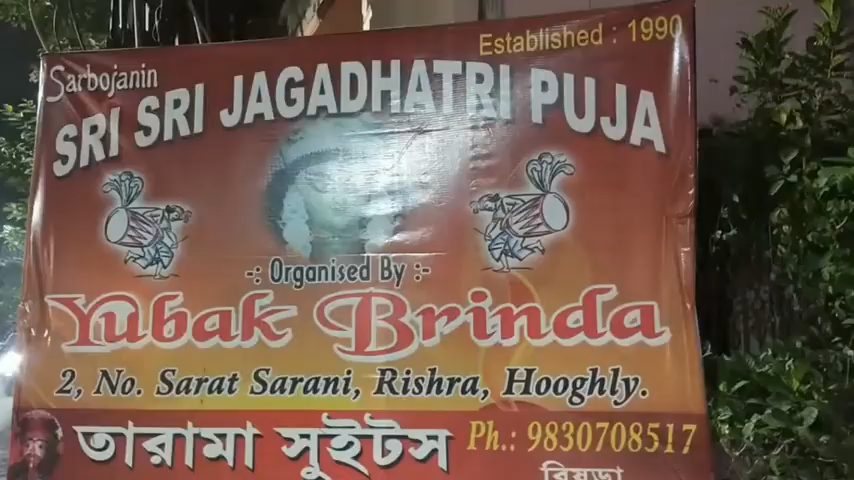 Established : 1990
Sarbojanin
SRI SRI JAGADHATRI PUJA
-:- Organised By -:-
Yubak Brinda
2, No. Sarat Sarani, Rishra, Hooghly.
তারামা সুইটস Ph.: 9830708517
রিষড়া